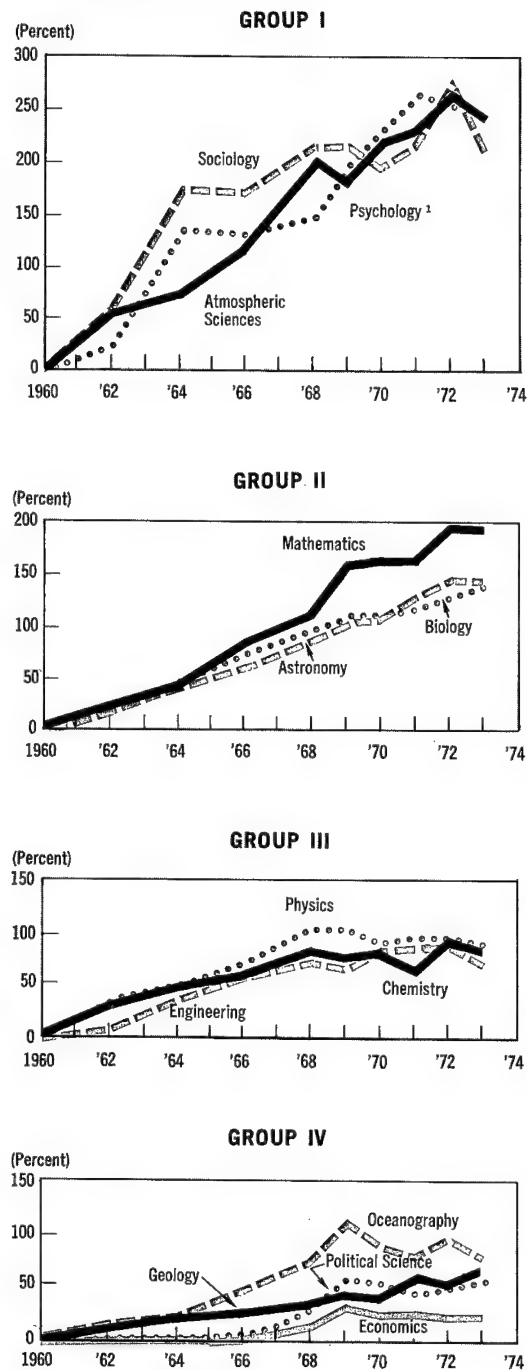 GROUP I
(Percent)
300
250
200
150
100
50
0
Sociology
Psychology 1
Atmospheric
Sciences
1960 '62 '64 '66 '68 '70 '72 '74
GROUP II
(Percent)
200
150
100
50
0
Mathematics
Biology
Astronomy
1960 '62 '64 '66 '68 '70 '72 '74
GROUP III
(Percent)
150
100
50
0
Physics
Chemistry
Engineering
1960 '62 '64 '66 '68 '70 '72 '74
GROUP IV
(Percent)
150
100
50
0
Oceanography
Political Science
Geology
Economics
1960 '62 '64 '66 '68 '70 '72 '74